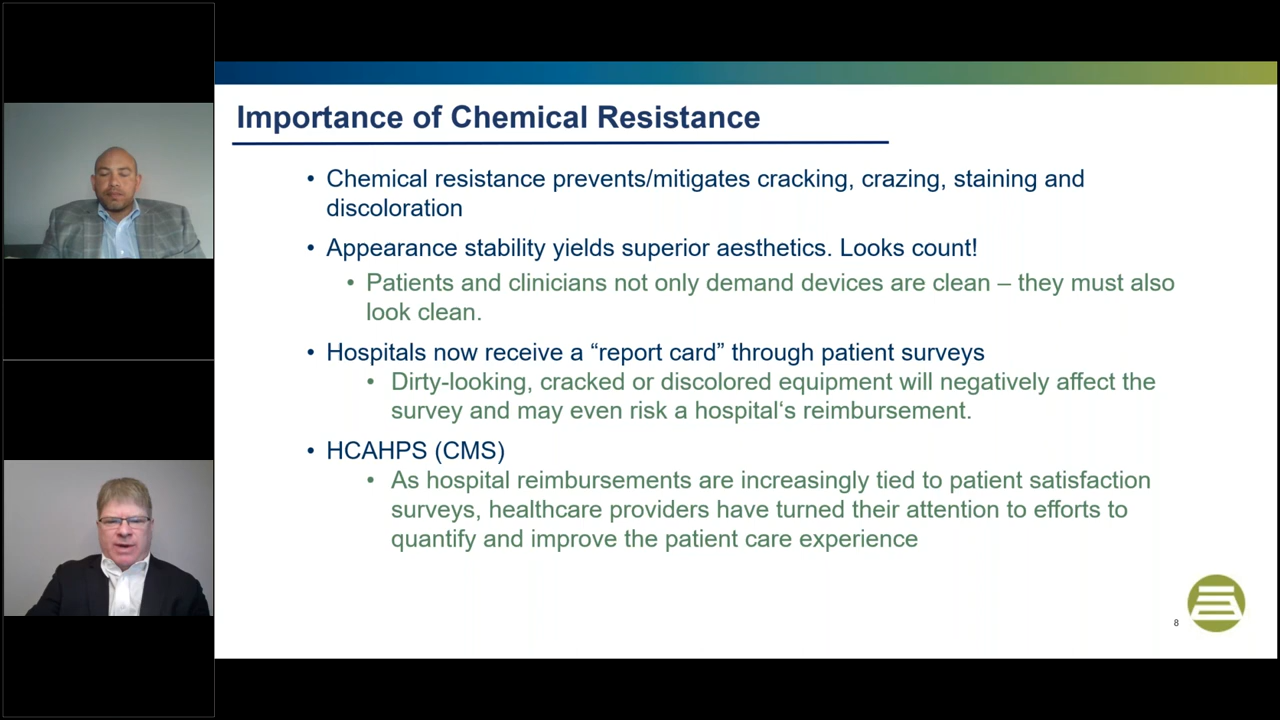 Importance of Chemical Resistance
• Chemical resistance prevents/mitigates cracking, crazing, staining and
discoloration
• Appearance stability yields superior aesthetics. Looks count!
• Patients and clinicians not only demand devices are clean – they must also
look clean.
• Hospitals now receive a “report card” through patient surveys
• Dirty-looking, cracked or discolored equipment will negatively affect the
survey and may even risk a hospital‘s reimbursement.
• HCAHPS (CMS)
• As hospital reimbursements are increasingly tied to patient satisfaction
surveys, healthcare providers have turned their attention to efforts to
quantify and improve the patient care experience
8